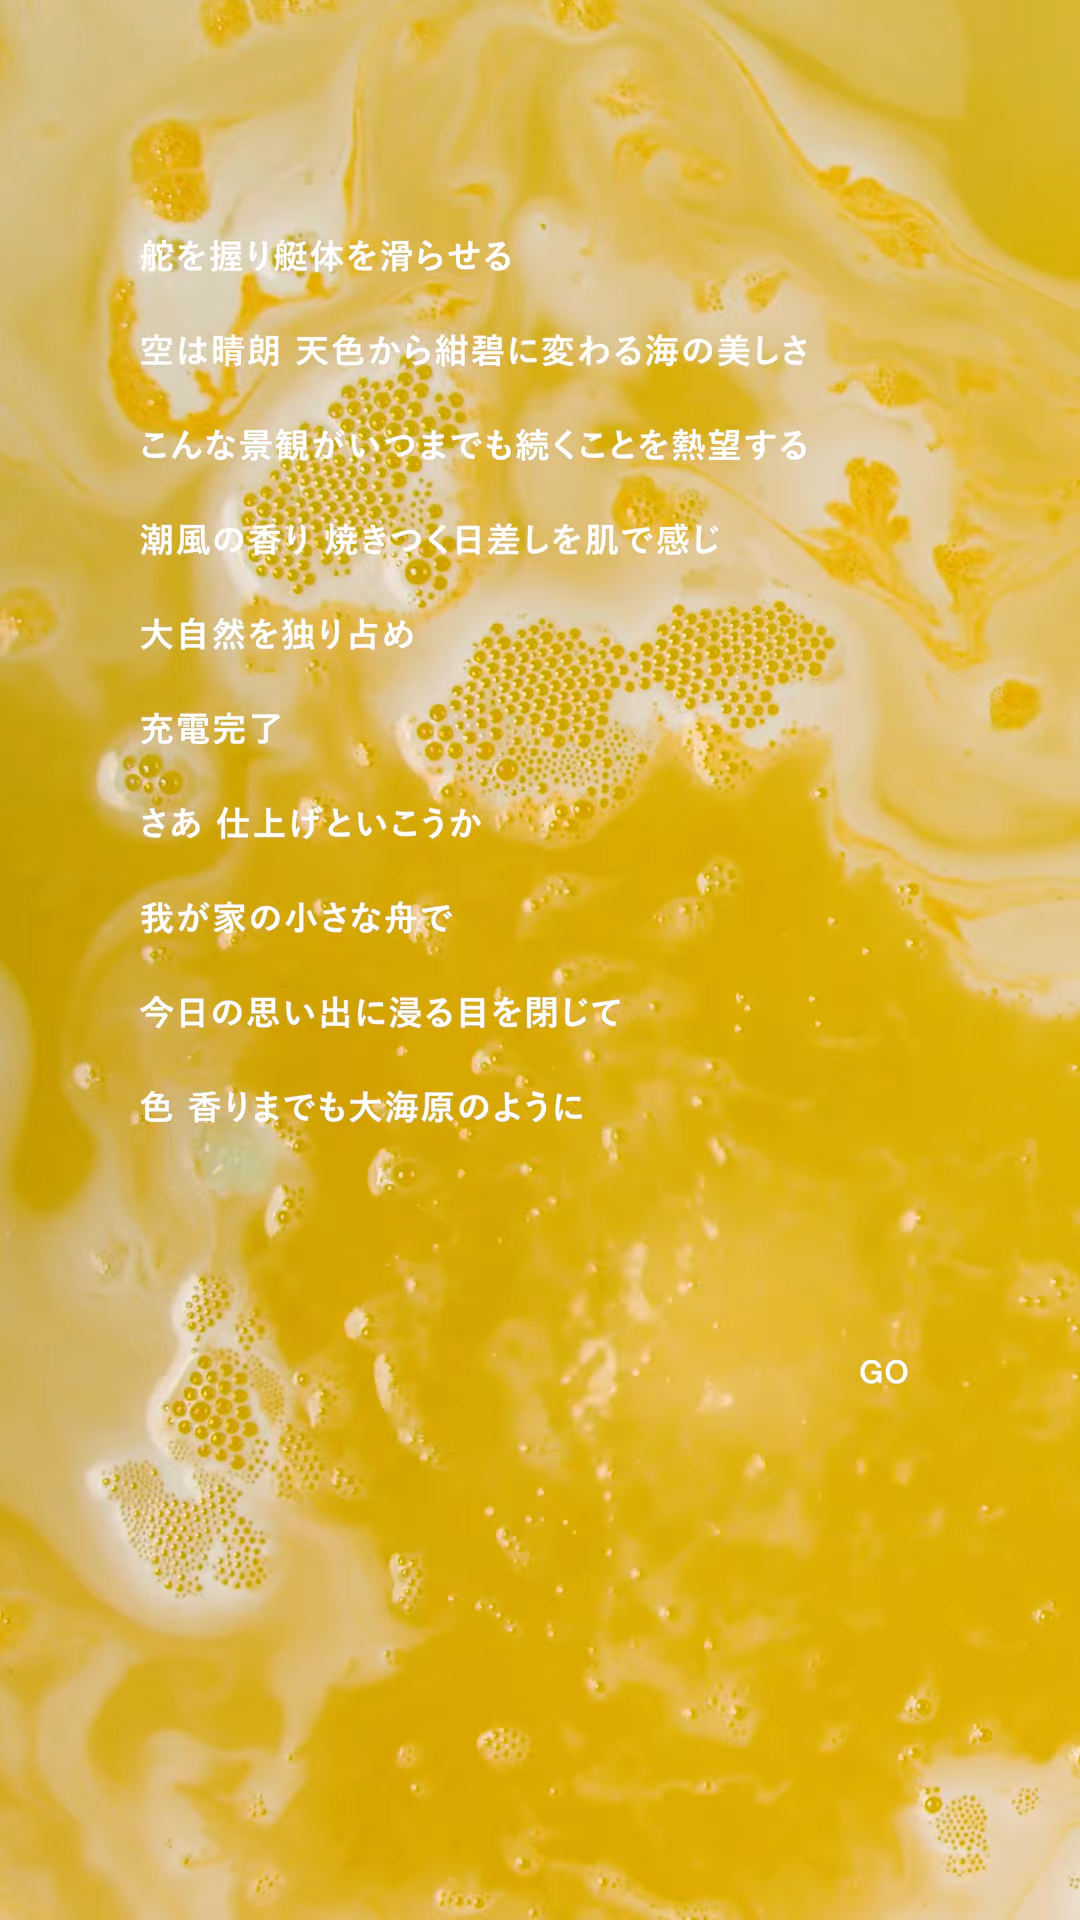 舵を握り艇体を滑らせる
空は晴朗 天色から紺碧に変わる海の美しさ
こんな景観がいつまでも続くことを熱望する
潮風の香り 焼きつく日差しを肌で感じ
大自然を独り占め
充電完了
さあ 仕上げといこうか
我が家の小さな舟で
今日の思い出に浸る目を閉じて
色 香りまでも大海原のように
GO